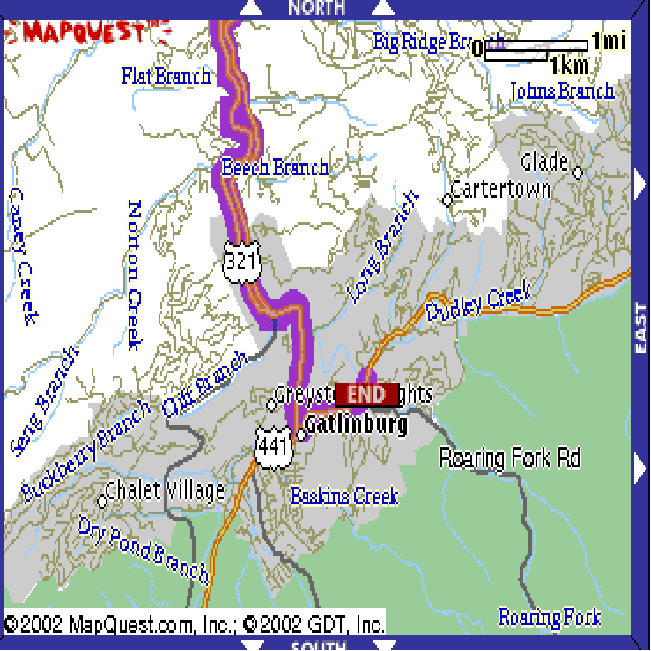 NORTH
MAPQUEST
TM
Big Ridge Branch
0
1mi
1km
Flat Branch
Johns Branch
Beech Branch
Glade
Cartertown
Caney Creek
Norton Creek
Long Branch
321
Dudley Creek
EAST
Song Branch
Cliff Branch
END
Buckberry Branch
Gatlinburg
441
Roaring Fork Rd
Chalet Village
Baskins Creek
Dry Pond Branch
Roaring Fork
©2002 MapQuest.com, Inc.; ©2002 GDT, Inc.
SOUTH